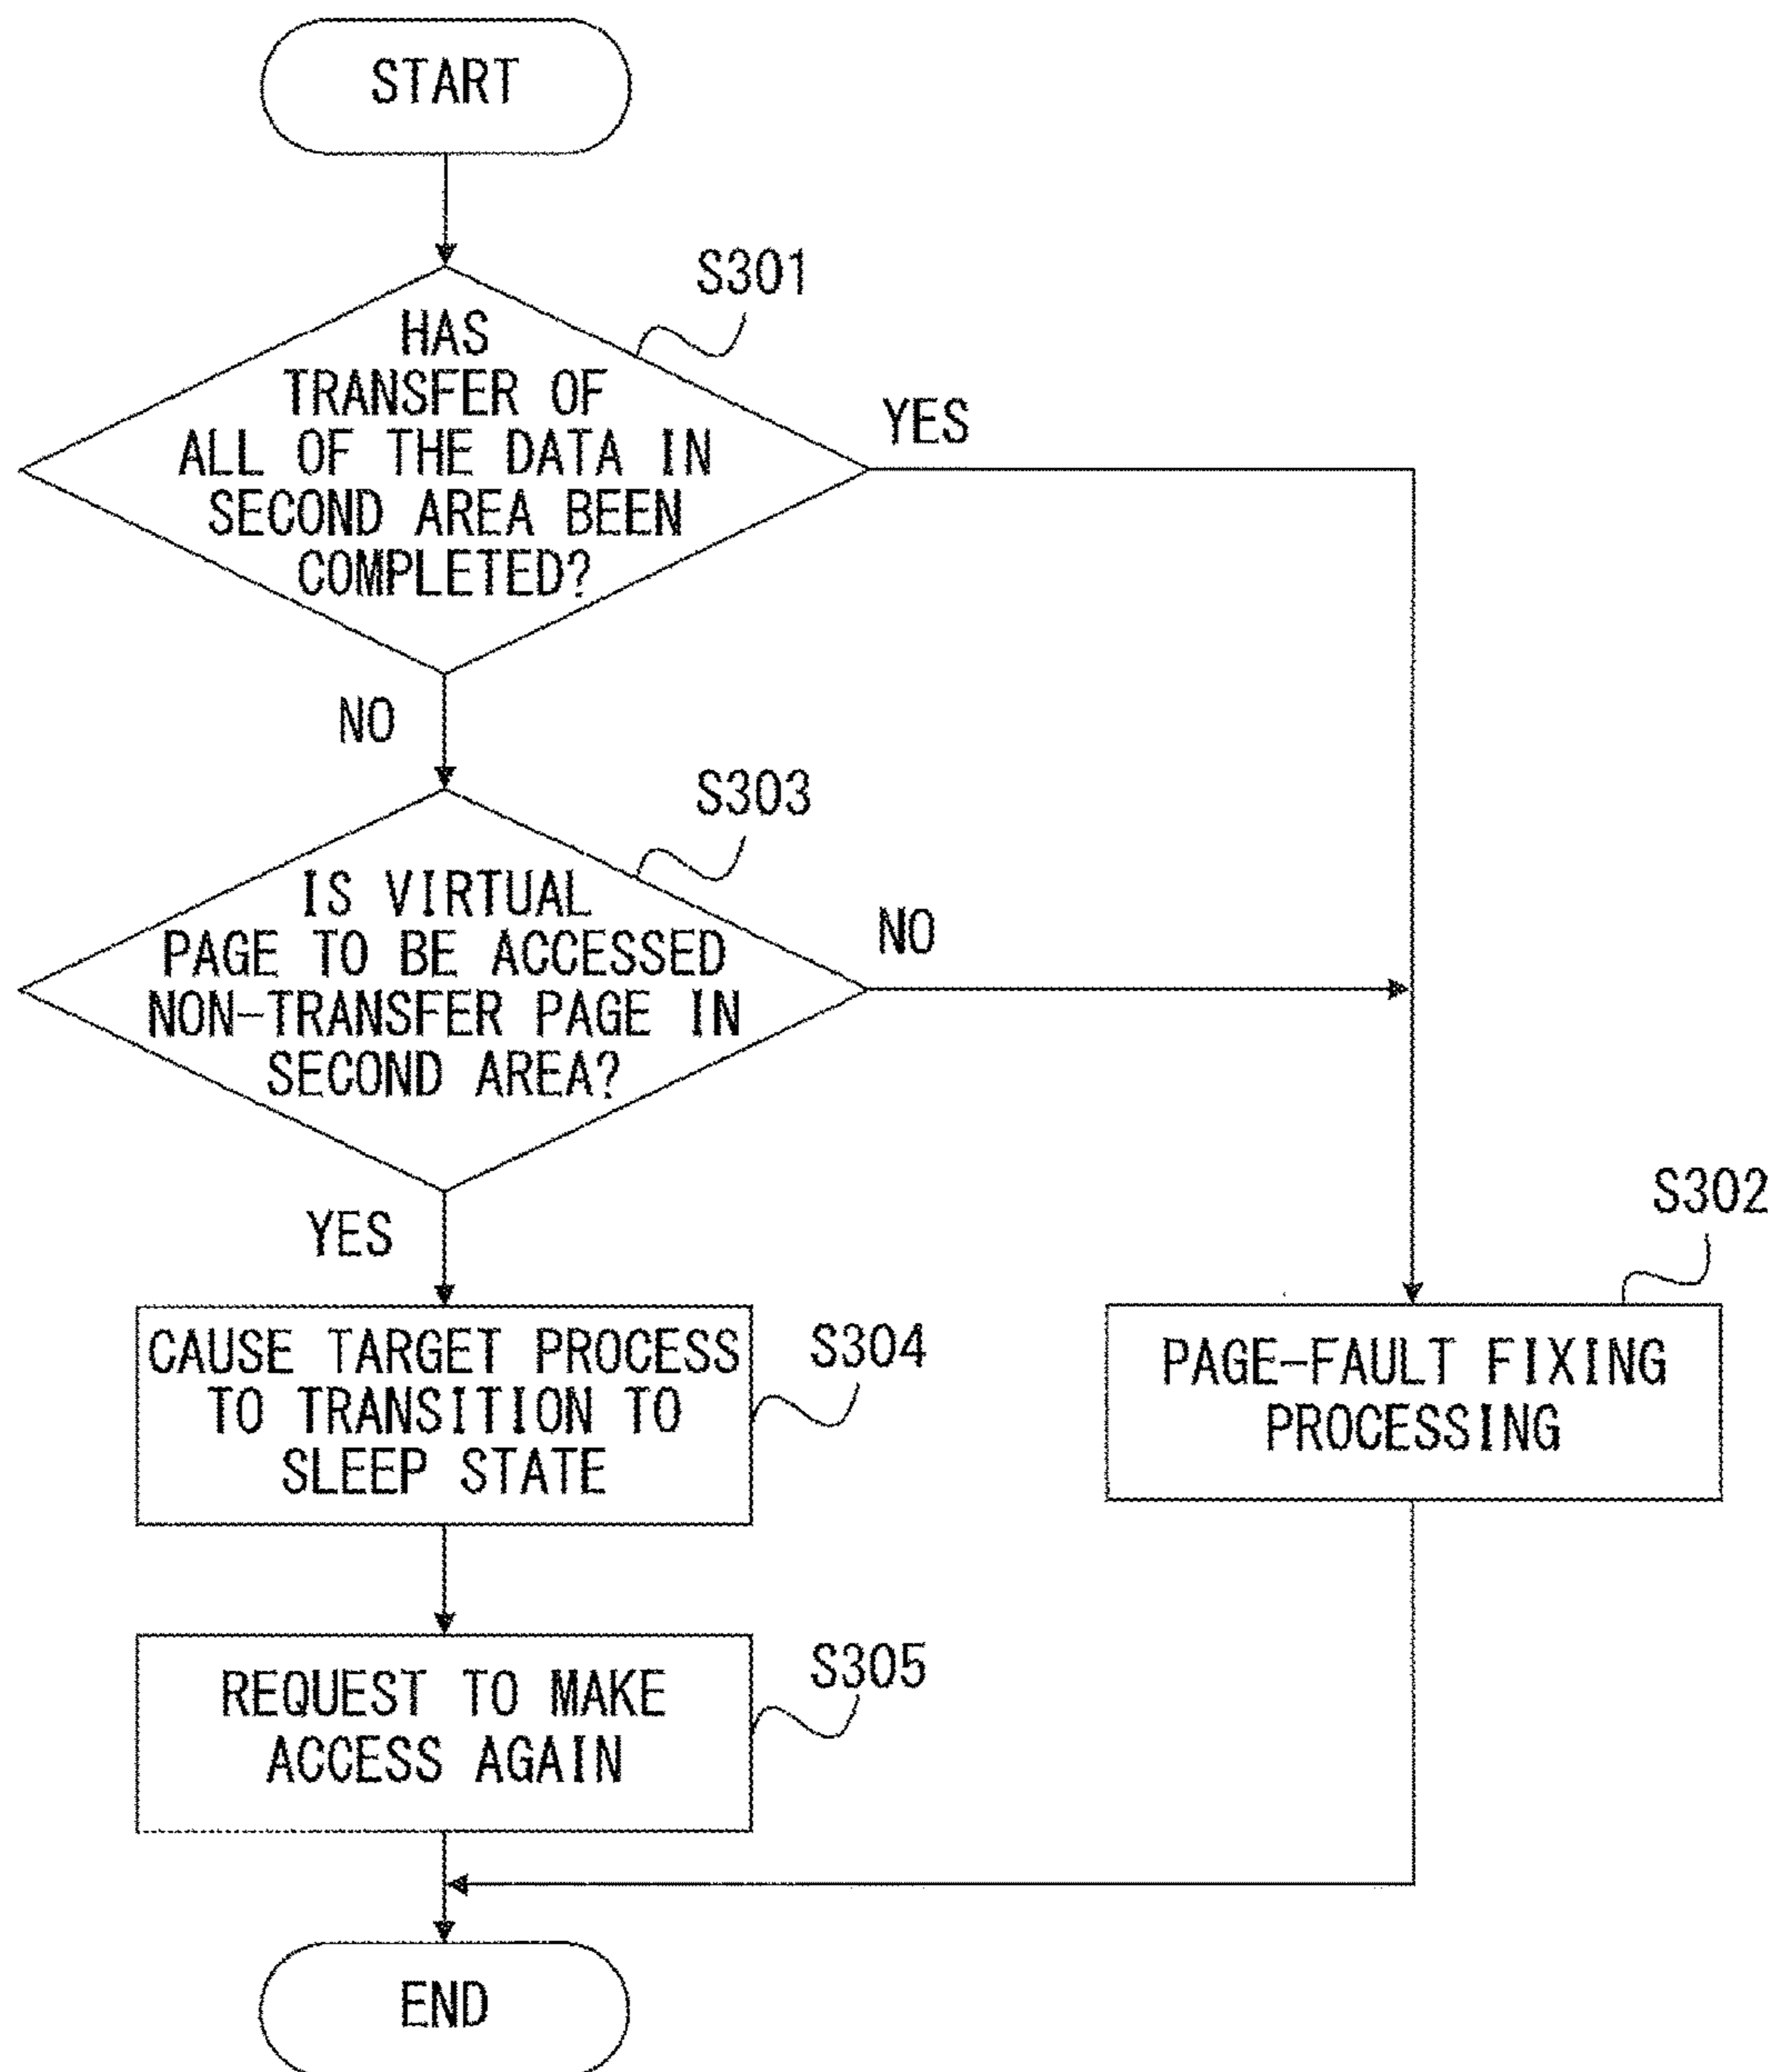 START
S301
HAS
TRANSFER OF
ALL OF THE DATA IN
SECOND AREA BEEN
COMPLETED?
YES
NO
S303
IS VIRTUAL
PAGE TO BE ACCESSED
NON-TRANSFER PAGE IN
SECOND AREA?
NO
YES
S302
PAGE-FAULT FIXING
PROCESSING
CAUSE TARGET PROCESS
TO TRANSITION TO
SLEEP STATE
S304
REQUEST TO MAKE
ACCESS AGAIN
S305
END